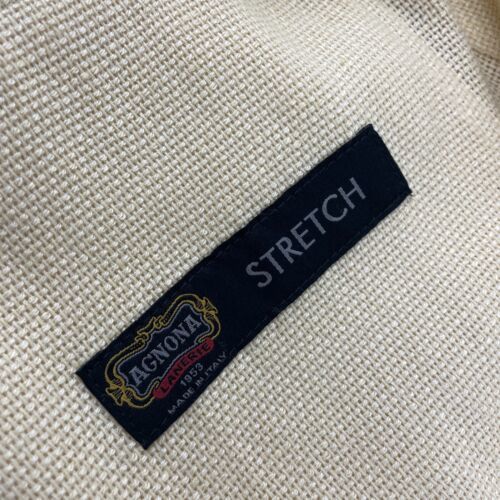 AGNONA
LANERIE
1953
MADE IN ITALY
STRETCH